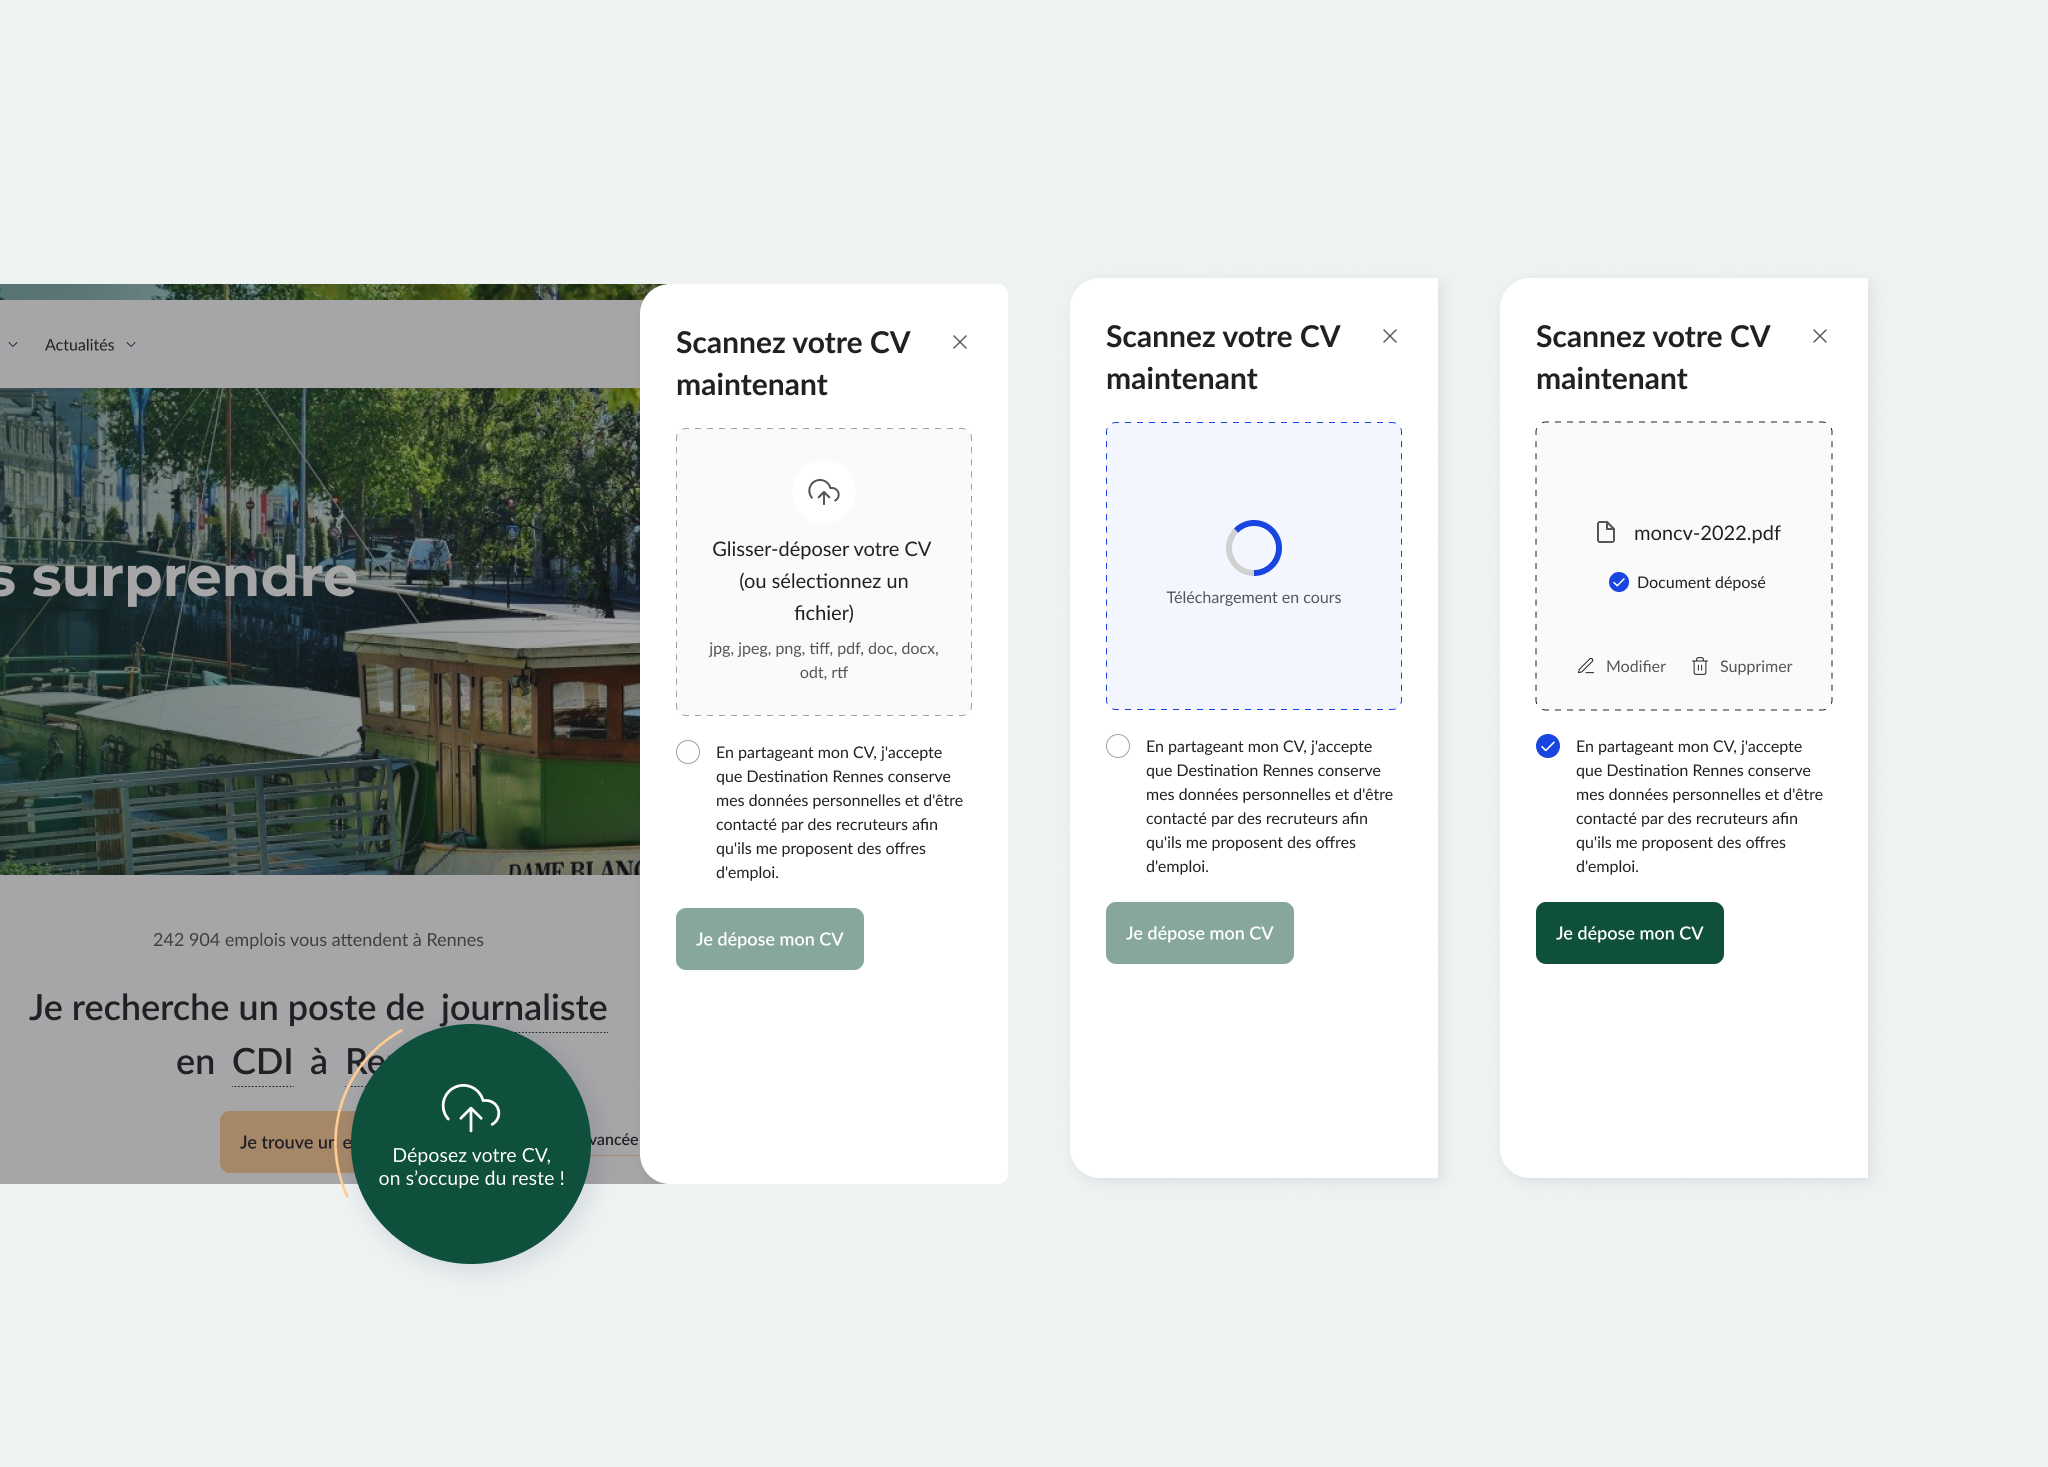 Actualités
s surprendre
DAME BLANC
242 904 emplois vous attendent à Rennes
Je recherche un poste de journaliste
en CDI à Re
Je trouve un e
vancée
Déposez votre CV,
on s’occupe du reste !
Scannez votre CV
maintenant
Glisser-déposer votre CV
(ou sélectionnez un
fichier)
jpg, jpeg, png, tiff, pdf, doc, docx,
odt, rtf
En partageant mon CV, j'accepte
que Destination Rennes conserve
mes données personnelles et d'être
contacté par des recruteurs afin
qu'ils me proposent des offres
d'emploi.
Je dépose mon CV
Scannez votre CV
maintenant
Téléchargement en cours
En partageant mon CV, j'accepte
que Destination Rennes conserve
mes données personnelles et d'être
contacté par des recruteurs afin
qu'ils me proposent des offres
d'emploi.
Je dépose mon CV
Scannez votre CV
maintenant
moncv-2022.pdf
Document déposé
Modifier Supprimer
En partageant mon CV, j'accepte
que Destination Rennes conserve
mes données personnelles et d'être
contacté par des recruteurs afin
qu'ils me proposent des offres
d'emploi.
Je dépose mon CV